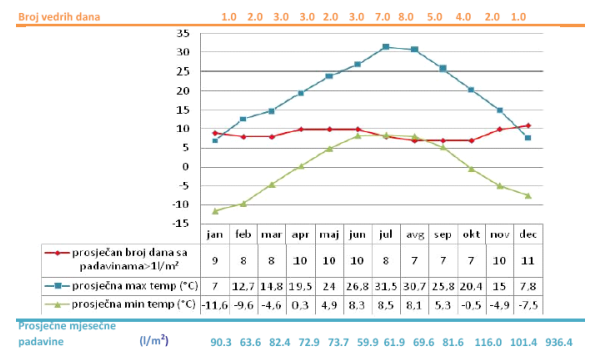 Broj vedrih dana 1.0 2.0 3.0 3.0 2.0 3.0 7.0 8.0 5.0 4.0 2.0 1.0
35
30
25
20
15
10
5
0
-5
-10
-15
jan feb mar apr maj jun jul avg sep okt nov dec
prosječan broj dana sa padavinama>1l/m² 9 8 8 10 10 10 8 7 7 7 10 11
prosječna max temp (°C) 7 12,7 14,8 19,5 24 26,8 31,5 30,7 25,8 20,4 15 7,8
prosječna min temp (°C) -11,6 -9,6 -4,6 0,3 4,9 8,3 8,5 8,1 5,3 -0,5 -4,9 -7,5
Prosječne mjesečne
padavine (l/m²) 90.3 63.6 82.4 72.9 73.7 59.9 61.9 69.6 81.6 116.0 101.4 936.4